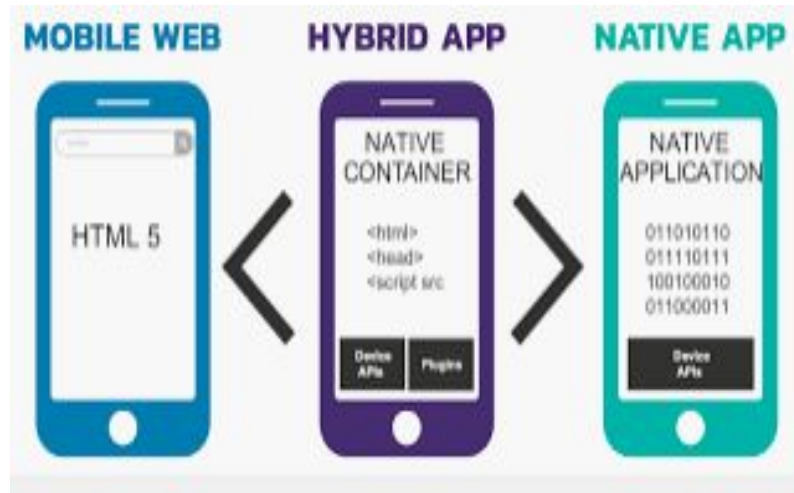 MOBILE WEB
HYBRID APP
NATIVE APP
HTML 5
NATIVE
CONTAINER
<html>
<head>
<script src
Device
APIs
Plugins
NATIVE
APPLICATION
011010110
011110111
100100010
011000011
Device
APIs